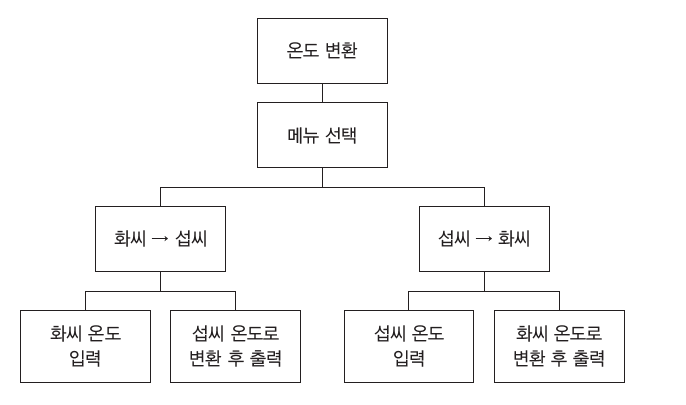 온도 변환
메뉴 선택
화씨 → 섭씨
섭씨 → 화씨
화씨 온도
입력
섭씨 온도로
변환 후 출력
섭씨 온도
입력
화씨 온도로
변환 후 출력